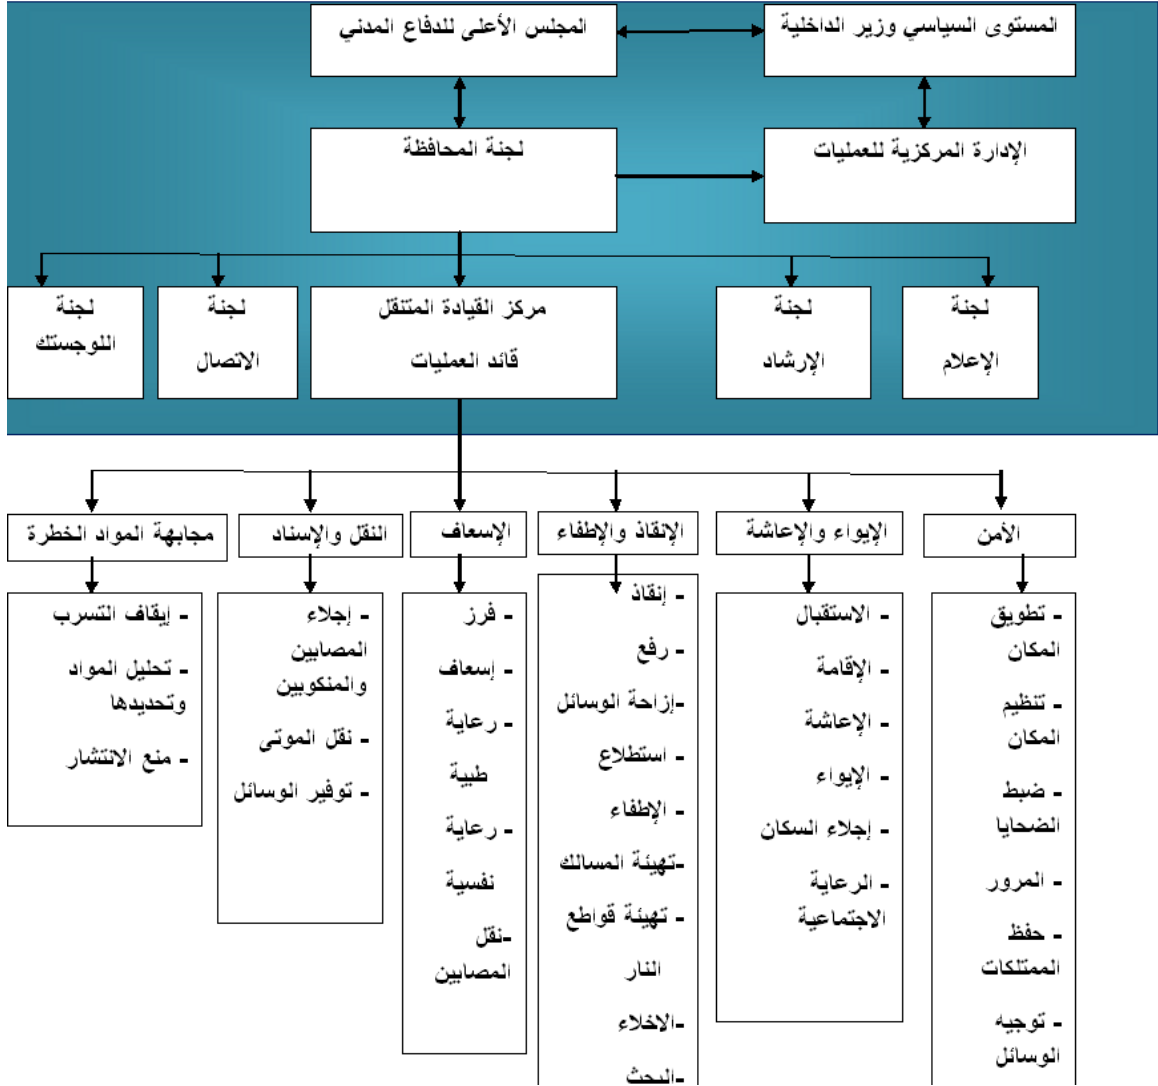 المستوى السياسي وزير الداخلية
المجلس الأعلى للدفاع المدني
الإدارة المركزية للعمليات
لجنة المحافظة
لجنة
الإعلام
لجنة
الإرشاد
مركز القيادة المتنقل
قائد العمليات
لجنة
الاتصال
لجنة
اللوجستك
الأمن
الإيواء والإعاشة
الإنقاذ والإطفاء
الإسعاف
النقل والإسناد
مجابهة المواد الخطرة
- تطويق
المكان
- تنظيم
المكان
- ضبط
الضحايا
- المرور
- حفظ
الممتلكات
- توجيه
الوسائل
- الاستقبال
- الإقامة
- الإعاشة
- الإيواء
- إجلاء السكان
- الرعاية
الاجتماعية
- إنقاذ
- رفع
-إزاحة الوسائل
- استطلاع
- الإطفاء
-تهيئة المسالك
- تهيئة قواطع
النار
-الاخلاء
-البحث
- فرز
- إسعاف
- رعاية
طبية
- رعاية
نفسية
-نقل
المصابين
- إجلاء
المصابين
والمنكوبين
- نقل الموتى
- توفير الوسائل
- إيقاف التسرب
- تحليل المواد
وتحديدها
- منع الانتشار